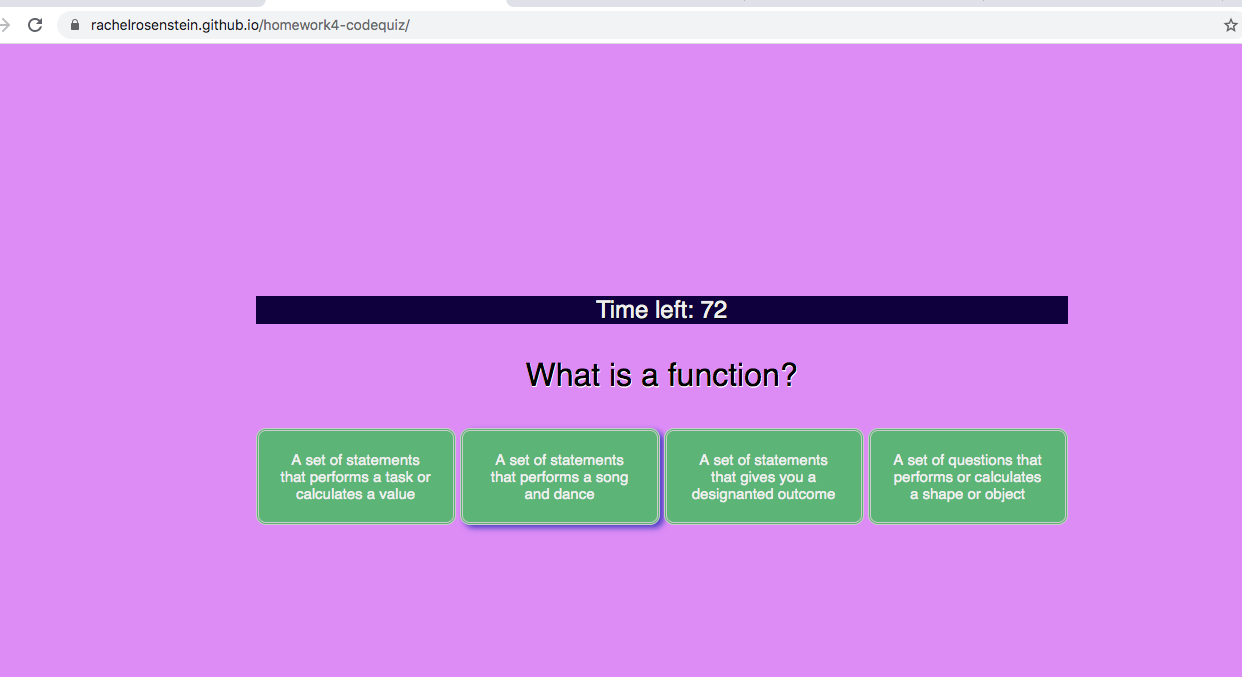 rachelrosenstein.github.io/homework4-codequiz/
Time left: 72
What is a function?
A set of statements
that performs a task or
calculates a value
A set of statements
that performs a song
and dance
A set of statements
that gives you a
designanted outcome
A set of questions that
performs or calculates
a shape or object